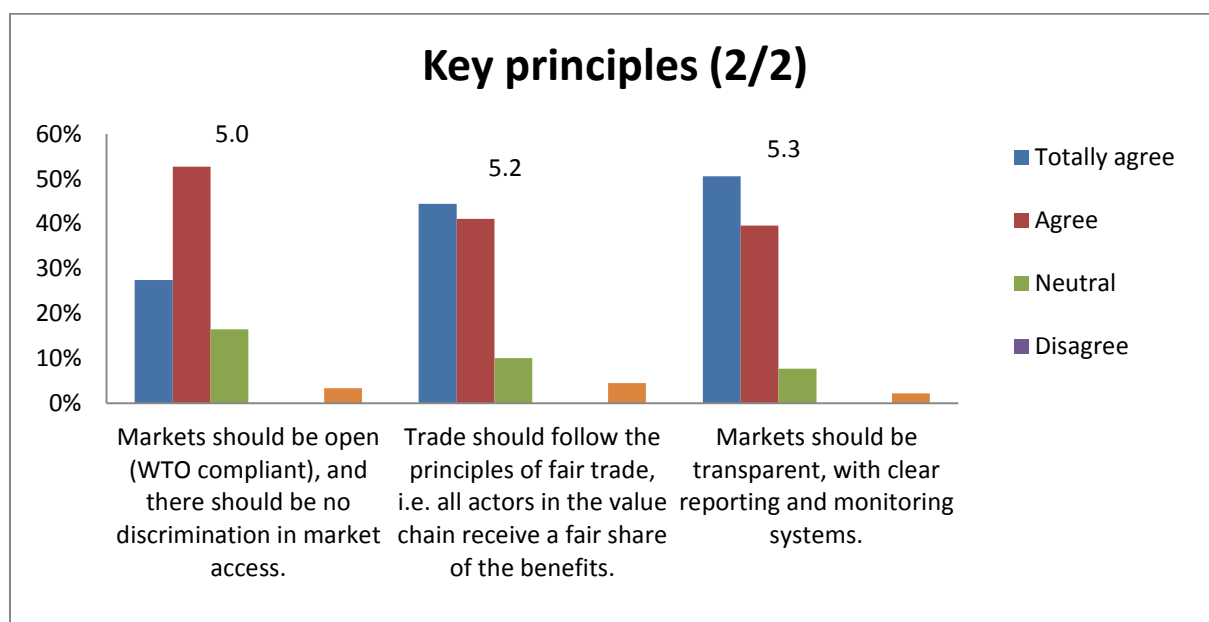 Key principles (2/2)
60%
50%
40%
30%
20%
10%
0%
5.0
5.2
5.3
Markets should be open
(WTO compliant), and
there should be no
discrimination in market
access.
Trade should follow the
principles of fair trade,
i.e. all actors in the value
chain receive a fair share
of the benefits.
Markets should be
transparent, with clear
reporting and monitoring
systems.
Totally agree
Agree
Neutral
Disagree